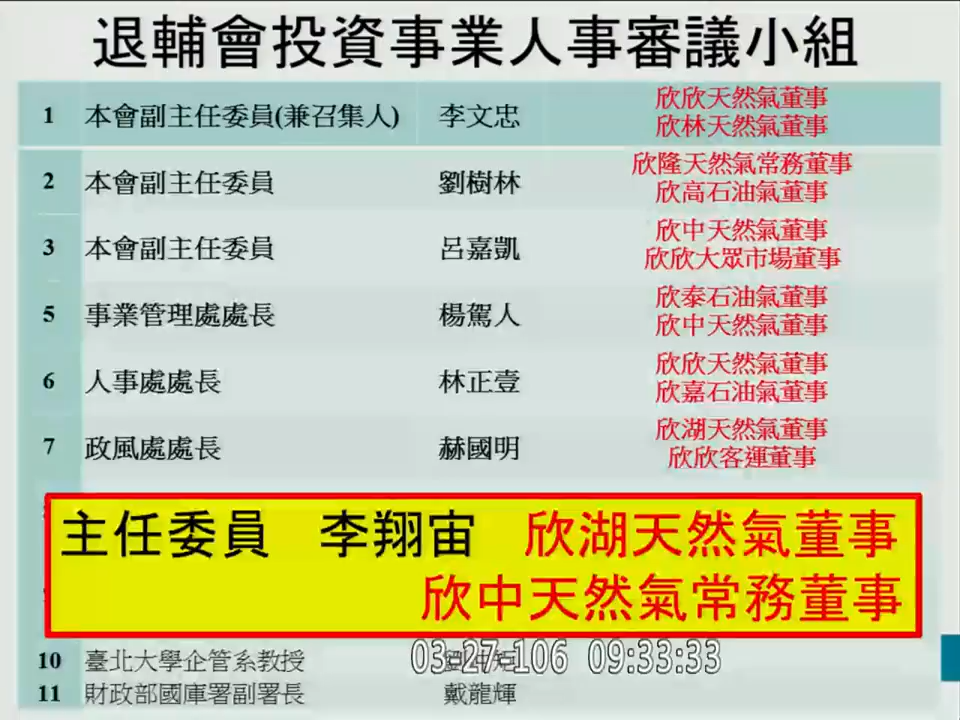 退輔會投資事業人事審議小組
1 本會副主任委員(兼召集人) 李文忠 欣欣天然氣董事
欣林天然氣董事
2 本會副主任委員 劉樹林 欣隆天然氣常務董事
欣高石油氣董事
3 本會副主任委員 呂嘉凱 欣中天然氣董事
欣欣大眾市場董事
5 事業管理處處長 楊駕人 欣泰石油氣董事
欣中天然氣董事
6 人事處處長 林正壹 欣欣天然氣董事
欣嘉石油氣董事
7 政風處處長 赫國明 欣湖天然氣董事
欣欣客運董事
主任委員 李翔宙 欣湖天然氣董事
欣中天然氣常務董事
10 臺北大學企管系教授
03-27-106 09:33:33
11 財政部國庫署副署長 戴龍輝